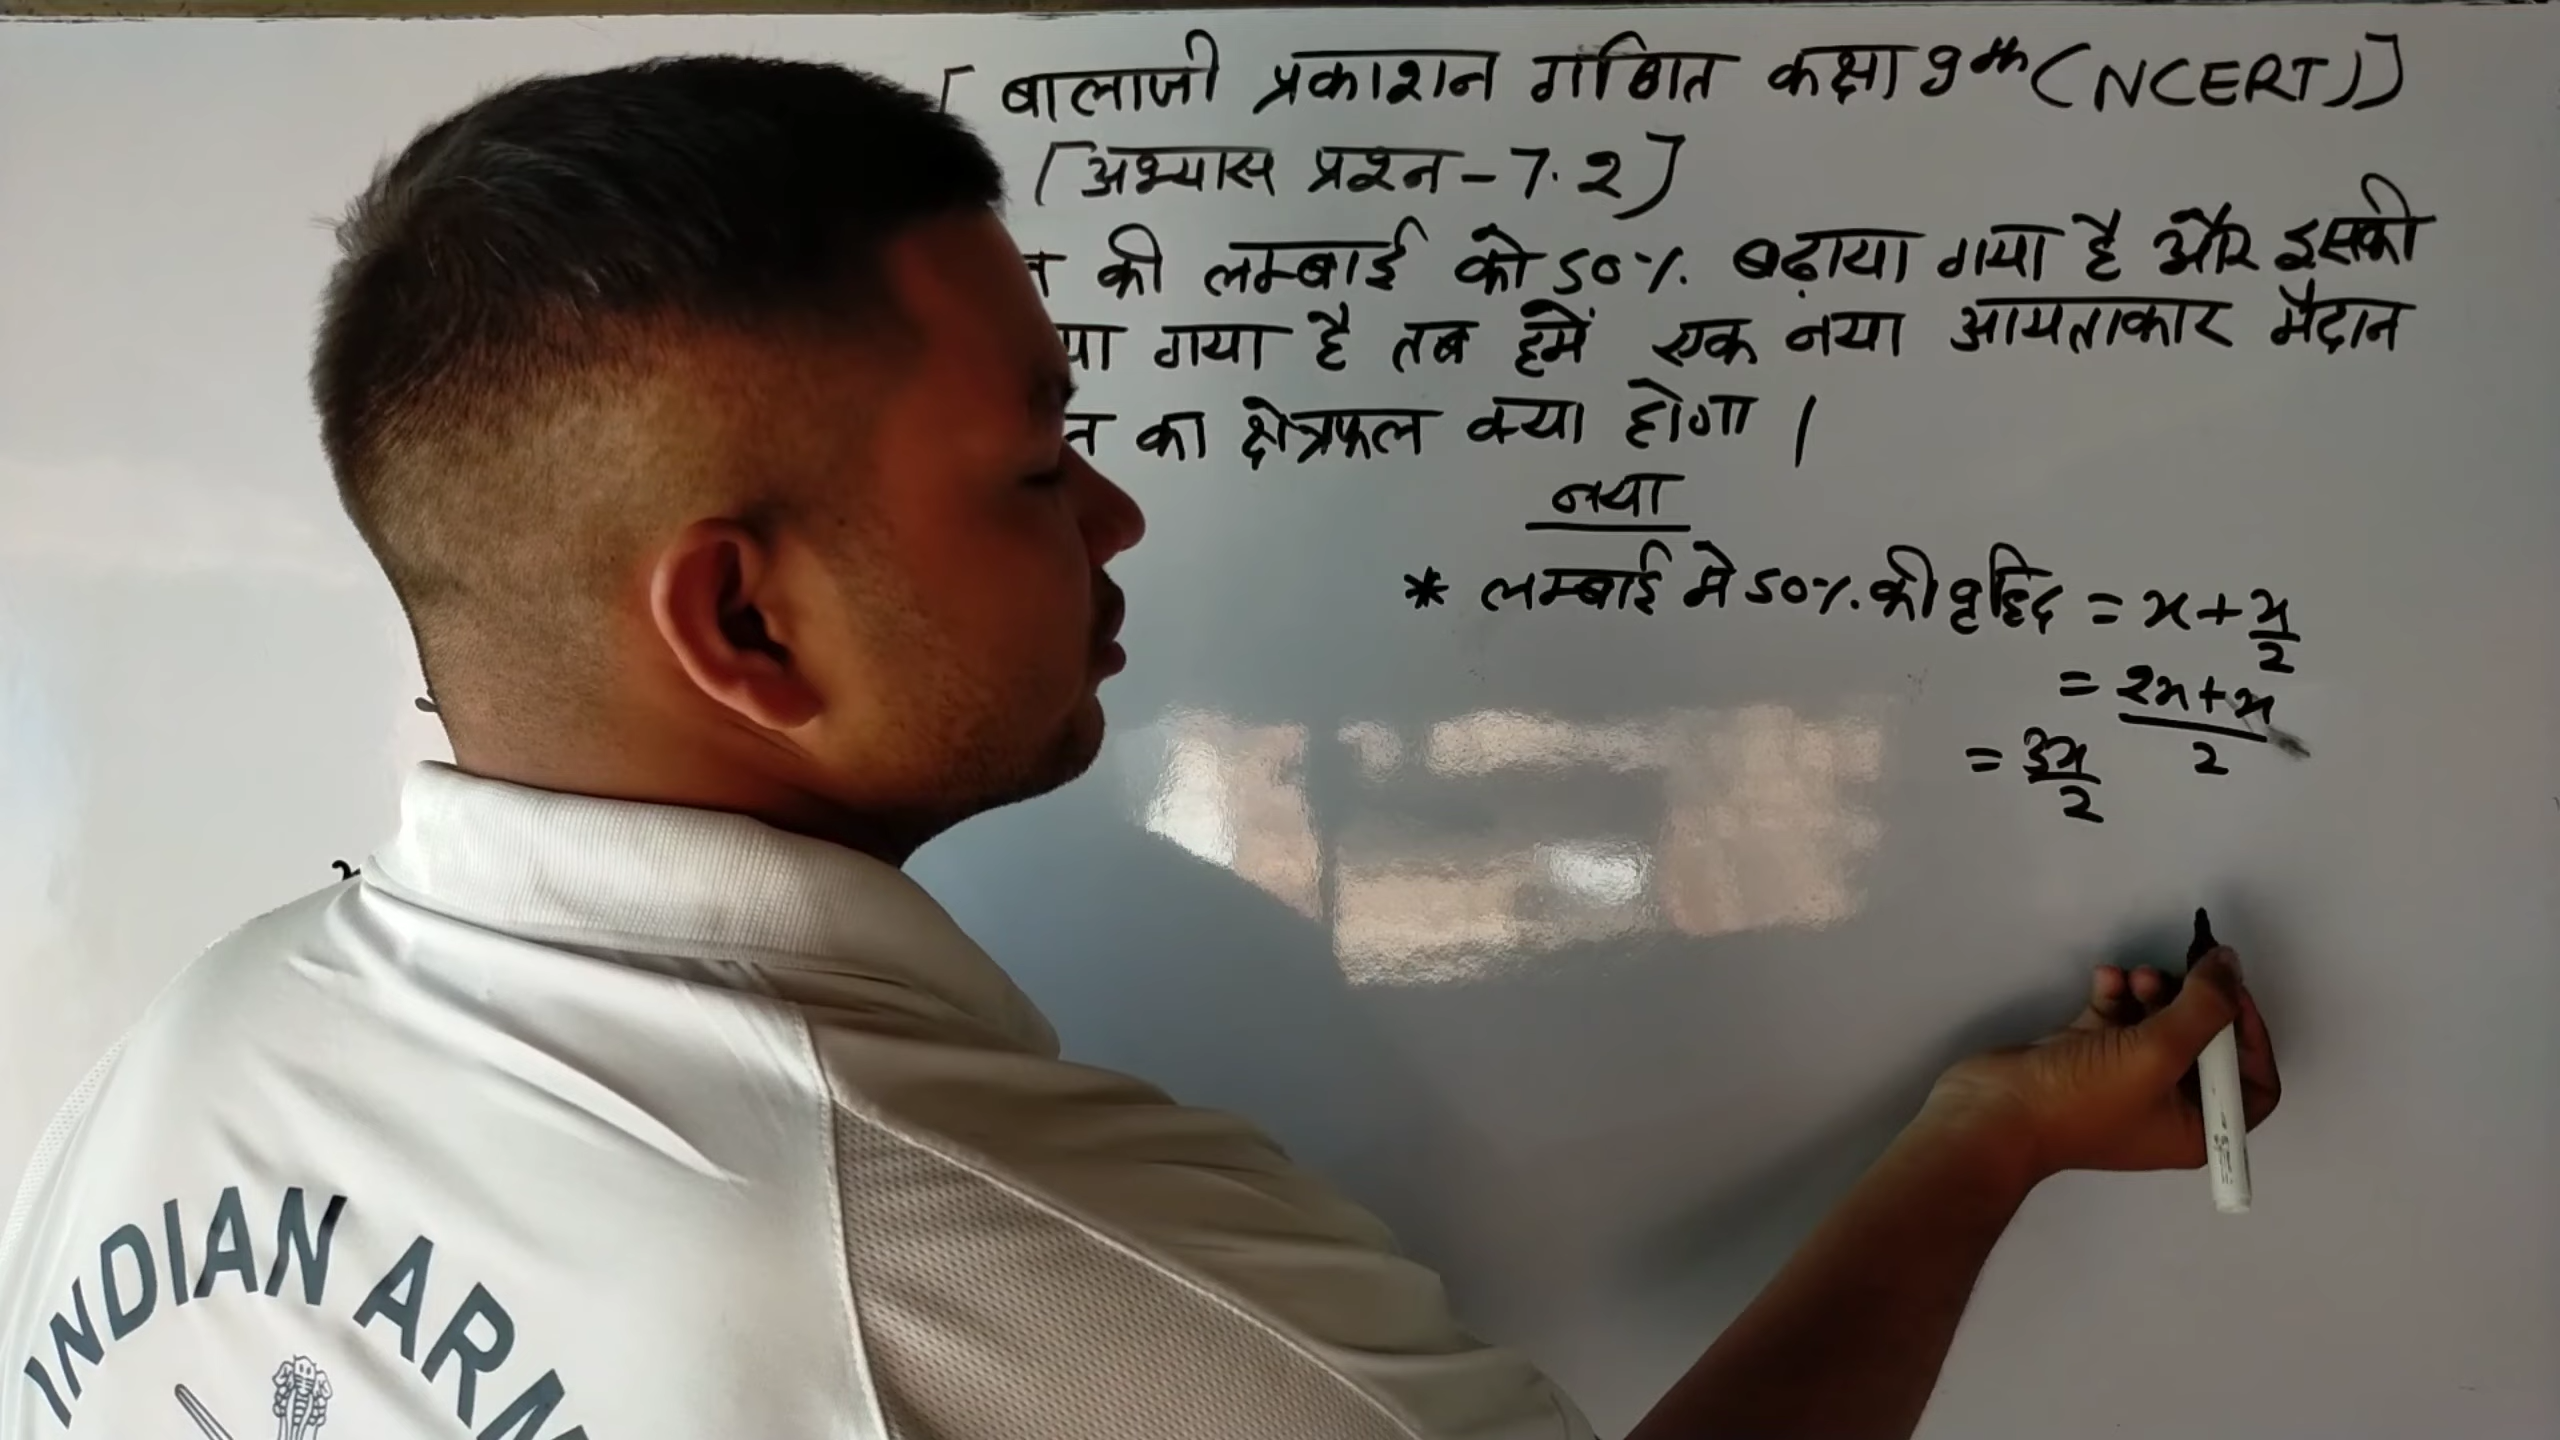 [ बालाजी प्रकाशन गणित कक्षा 9th (NCERT)]
[अभ्यास प्रश्न - 7.2]
की लम्बाई को 50%. बढ़ाया गया है और इसकी
गया है तब हमें एक नया आयताकार मैदान
का क्षेत्रफल क्या होगा |
नया
* लम्बाई मे 50%. की वृद्धि = x + x/2
= 2x+x/2
= 3x/2
INDIAN ARM